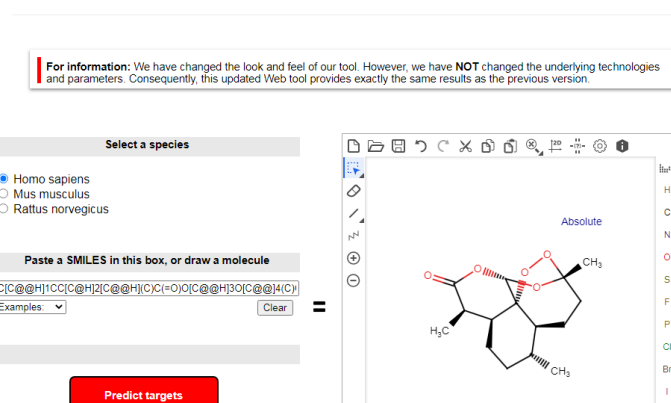 For information: We have changed the look and feel of our tool. However, we have NOT changed the underlying technologies
and parameters. Consequently, this updated Web tool provides exactly the same results as the previous version.
Select a species
Homo sapiens
Mus musculus
Rattus norvegicus
Paste a SMILES in this box, or draw a molecule
C[C@@H]1CC[C@H]2[C@@H](C)C(=O)O[C@@H]3O[C@@]4(C)
Examples:
Clear
=
Predict targets
2D
Absolute
O
O
O
O
O
CH3
H3C
CH3
H
C
N
O
S
F
P
Cl
Br
I